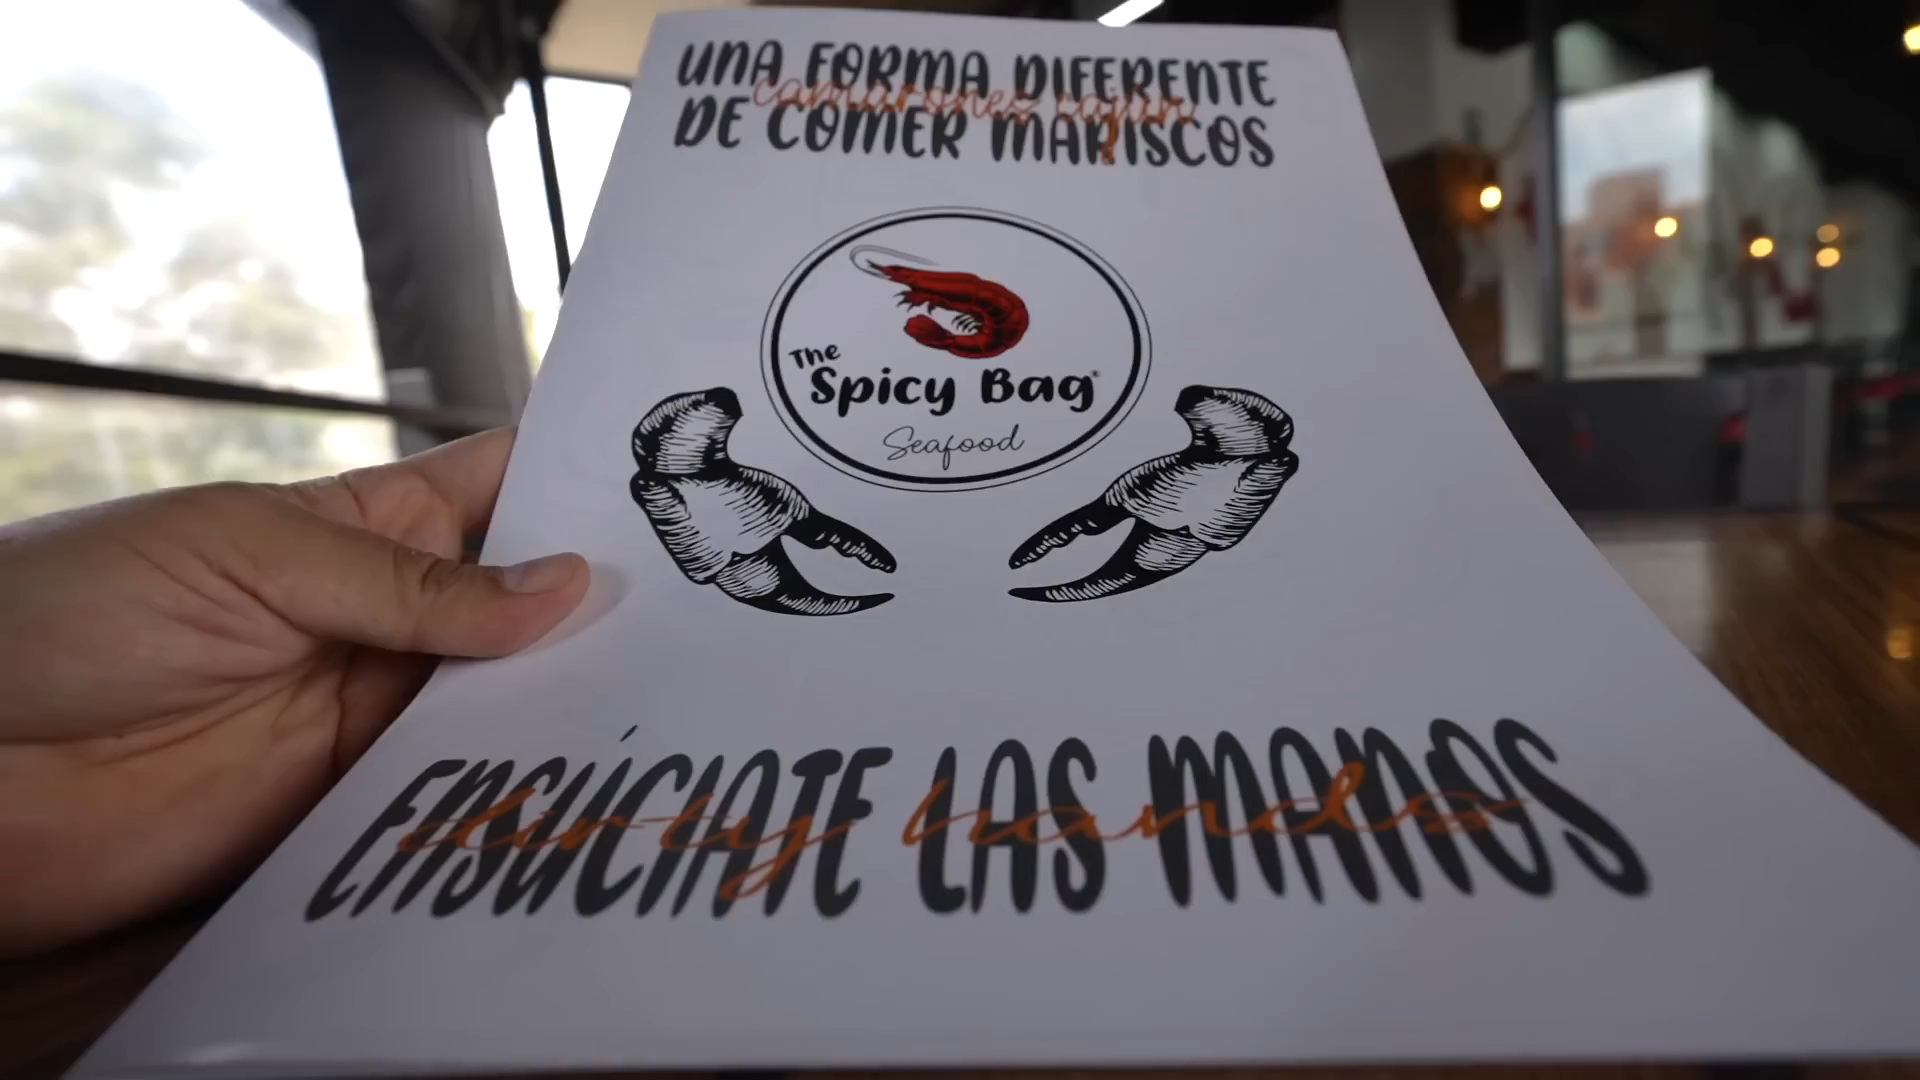 UNA FORMA DIFERENTE
camarones cajun
DE COMER MARISCOS
The
Spicy Bag®
Seafood
ENSÚCIATE LAS MANOS
dirty hands